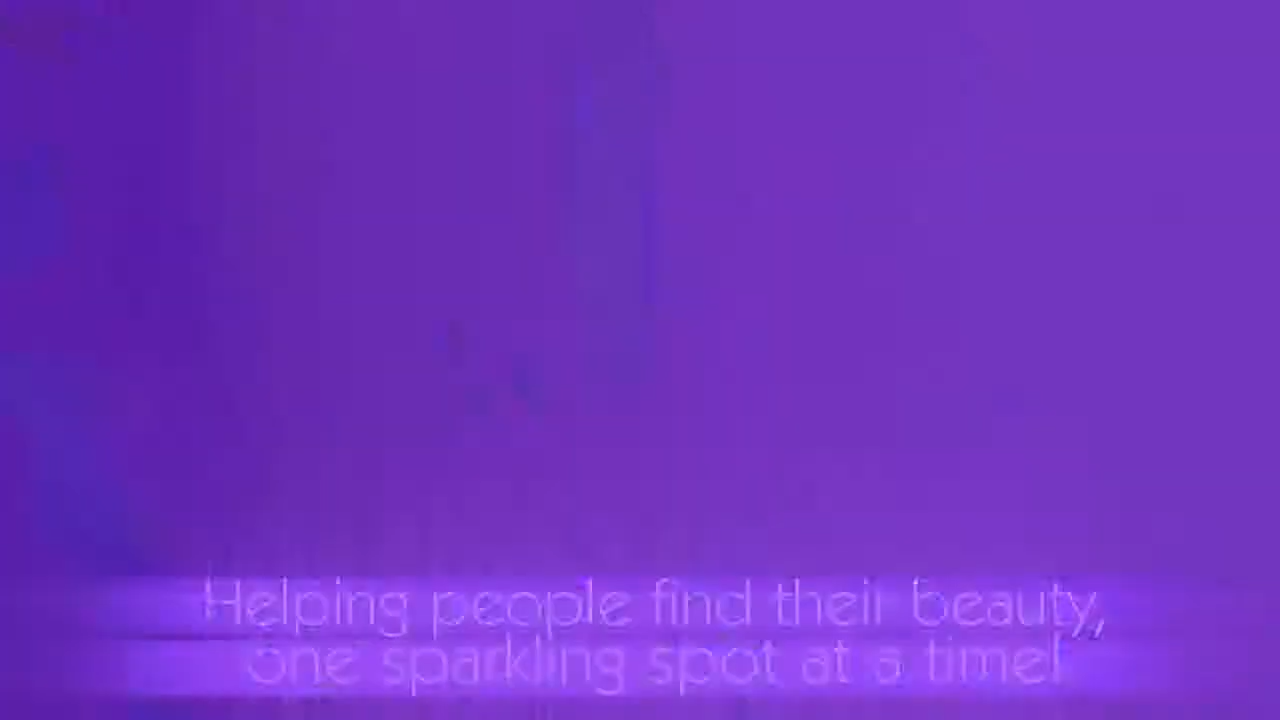 Helping people find their beauty,
one sparkling spot at a time!